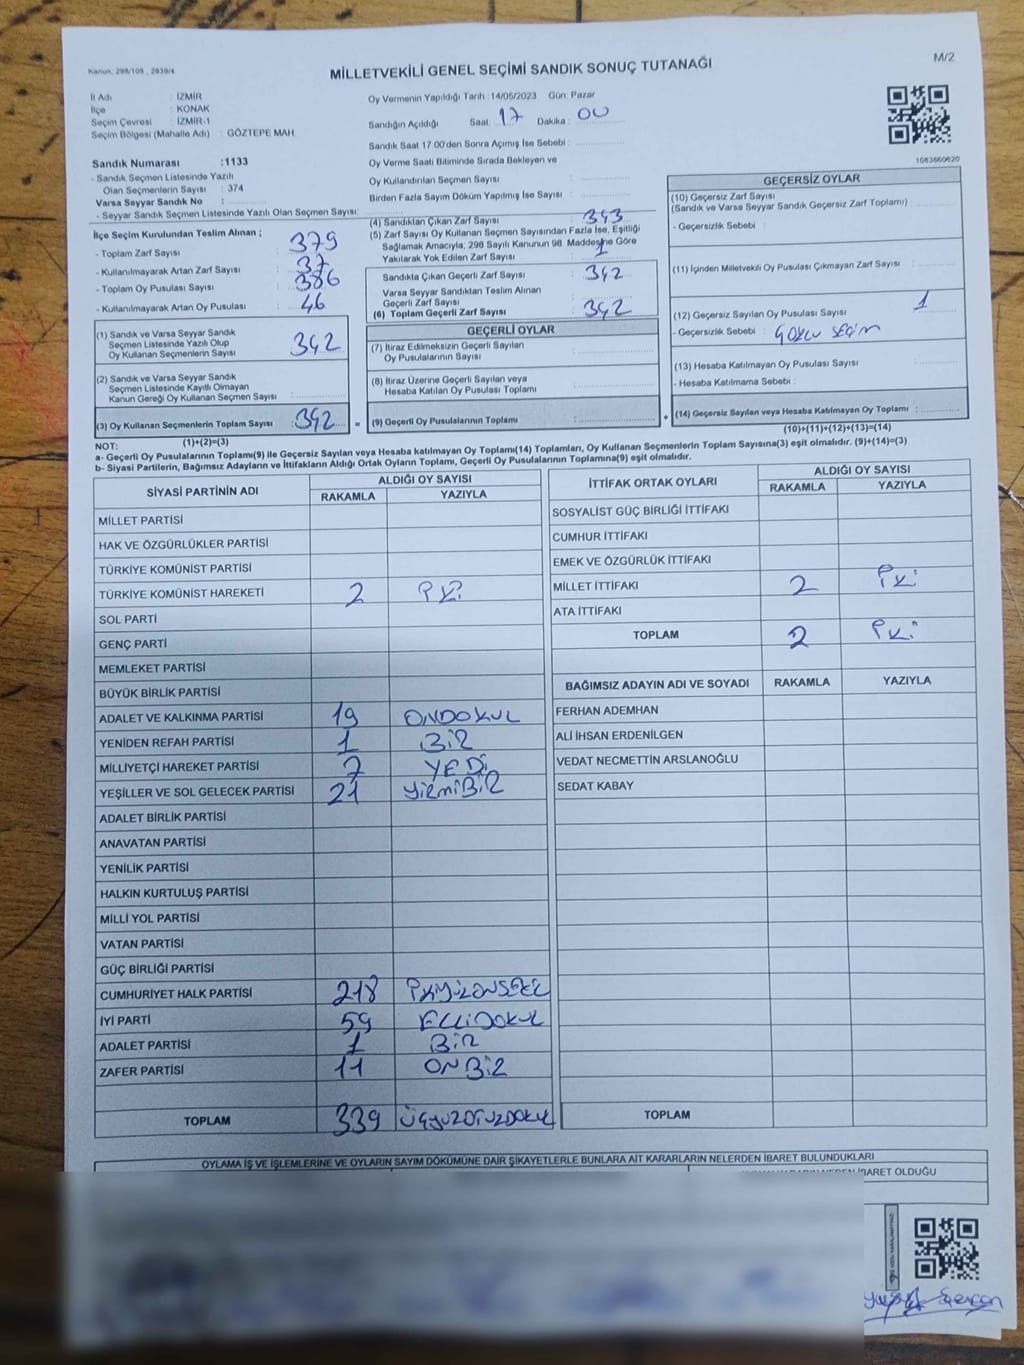 Kanun: 298/105 , 2839/4
M/2
MİLLETVEKİLİ GENEL SEÇİMİ SANDIK SONUÇ TUTANAĞI
İl Adı : İZMİR
İlçe : KONAK
Seçim Çevresi : İZMİR-1
Seçim Bölgesi (Mahalle Adı) : GÖZTEPE MAH.
Sandık Numarası :1133
- Sandık Seçmen Listesinde Yazılı
Olan Seçmenlerin Sayısı : 374
Varsa Seyyar Sandık No :
- Seyyar Sandık Seçmen Listesinde Yazılı Olan Seçmen Sayısı:
Oy Vermenin Yapıldığı Tarih :14/05/2023 Gün: Pazar
Sandığın Açıldığı Saat: 17 Dakika : 00
Sandık Saat 17.00'den Sonra Açımış İse Sebebi :
Oy Verme Saati Bitiminde Sırada Bekleyen ve
Oy Kullandırılan Seçmen Sayısı :
Birden Fazla Sayım Döküm Yapılmış İse Sayısı :
1083660620
İlçe Seçim Kurulundan Teslim Alınan ;
- Toplam Zarf Sayısı : 379
- Kullanılmayarak Artan Zarf Sayısı : 37
- Toplam Oy Pusulası Sayısı : 386
- Kullanılmayarak Artan Oy Pusulası : 46
(1) Sandık ve Varsa Seyyar Sandık
Seçmen Listesinde Yazılı Olup
Oy Kullanan Seçmenlerin Sayısı : 342
(2) Sandık ve Varsa Seyyar Sandık
Seçmen Listesinde Kayıtlı Olmayan
Kanun Gereği Oy Kullanan Seçmen Sayısı :
(3) Oy Kullanan Seçmenlerin Toplam Sayısı : 342
(1)+(2)=(3)
(4) Sandıktan Çıkan Zarf Sayısı : 343
(5) Zarf Sayısı Oy Kullanan Seçmen Sayısından Fazla İse, Eşitliği
Sağlamak Amacıyla; 298 Sayılı Kanunun 98. Maddesine Göre
Yakılarak Yok Edilen Zarf Sayısı : 1
Sandıkta Çıkan Geçerli Zarf Sayısı : 342
Varsa Seyyar Sandıktan Teslim Alınan
Geçerli Zarf Sayısı :
(6) Toplam Geçerli Zarf Sayısı : 342
GEÇERLİ OYLAR
(7) İtiraz Edilmeksizin Geçerli Sayılan
Oy Pusulalarının Sayısı :
(8) İtiraz Üzerine Geçerli Sayılan veya
Hesaba Katılan Oy Pusulası Toplamı :
= (9) Geçerli Oy Pusulalarının Toplamı :
GEÇERSİZ OYLAR
(10) Geçersiz Zarf Sayısı
(Sandık ve Varsa Seyyar Sandık Geçersiz Zarf Toplamı) :
- Geçersizlik Sebebi :
(11) İçinden Milletvekili Oy Pusulası Çıkmayan Zarf Sayısı :
(12) Geçersiz Sayılan Oy Pusulası Sayısı : 1
- Geçersizlik Sebebi : ÇOKLU SEÇİM
(13) Hesaba Katılmayan Oy Pusulası Sayısı :
- Hesaba Katılmama Sebebi :
+ (14) Geçersiz Sayılan veya Hesaba Katılmayan Oy Toplamı :
(10)+(11)+(12)+(13)=(14)
NOT:
a- Geçerli Oy Pusulalarının Toplamı(9) ile Geçersiz Sayılan veya Hesaba katılmayan Oy Toplamı(14) Toplamları, Oy Kullanan Seçmenlerin Toplam Sayısına(3) eşit olmalıdır. (9)+(14)=(3)
b- Siyasi Partilerin, Bağımsız Adayların ve İttifakların Aldığı Ortak Oyların Toplamı, Geçerli Oy Pusulalarının Toplamına(9) eşit olmalıdır.
SİYASİ PARTİNİN ADI ALDIĞI OY SAYISI
RAKAMLA YAZIYLA
MİLLET PARTİSİ
HAK VE ÖZGÜRLÜKLER PARTİSİ
TÜRKİYE KOMÜNİST PARTİSİ
TÜRKİYE KOMÜNİST HAREKETİ 2 İKİ
SOL PARTİ
GENÇ PARTİ
MEMLEKET PARTİSİ
BÜYÜK BİRLİK PARTİSİ
ADALET VE KALKINMA PARTİSİ 19 ONDOKUZ
YENİDEN REFAH PARTİSİ 1 BİR
MİLLİYETÇİ HAREKET PARTİSİ 7 YEDİ
YEŞİLLER VE SOL GELECEK PARTİSİ 21 YİRMİBİR
ADALET BİRLİK PARTİSİ
ANAVATAN PARTİSİ
YENİLİK PARTİSİ
HALKIN KURTULUŞ PARTİSİ
MİLLİ YOL PARTİSİ
VATAN PARTİSİ
GÜÇ BİRLİĞİ PARTİSİ
CUMHURİYET HALK PARTİSİ 218 İKİYÜZONSEKİZ
İYİ PARTİ 59 ELLİDOKUZ
ADALET PARTİSİ 1 BİR
ZAFER PARTİSİ 11 ONBİR
TOPLAM 339 ÜÇYÜZOTUZDOKUZ
İTTİFAK ORTAK OYLARI ALDIĞI OY SAYISI
RAKAMLA YAZIYLA
SOSYALİST GÜÇ BİRLİĞİ İTTİFAKI
CUMHUR İTTİFAKI
EMEK VE ÖZGÜRLÜK İTTİFAKI
MİLLET İTTİFAKI 2 İKİ
ATA İTTİFAKI
TOPLAM 2 İKİ
BAĞIMSIZ ADAYIN ADI VE SOYADI RAKAMLA YAZIYLA
FERHAN ADEMHAN
ALİ İHSAN ERDENİLGEN
VEDAT NECMETTİN ARSLANOĞLU
SEDAT KABAY
TOPLAM
OYLAMA İŞ VE İŞLEMLERİNE VE OYLARIN SAYIM DÖKÜMÜNE DAİR ŞİKAYETLERLE BUNLARA AİT KARARLARIN NELERDEN İBARET BULUNDUKLARI
İBARET OLDUĞU